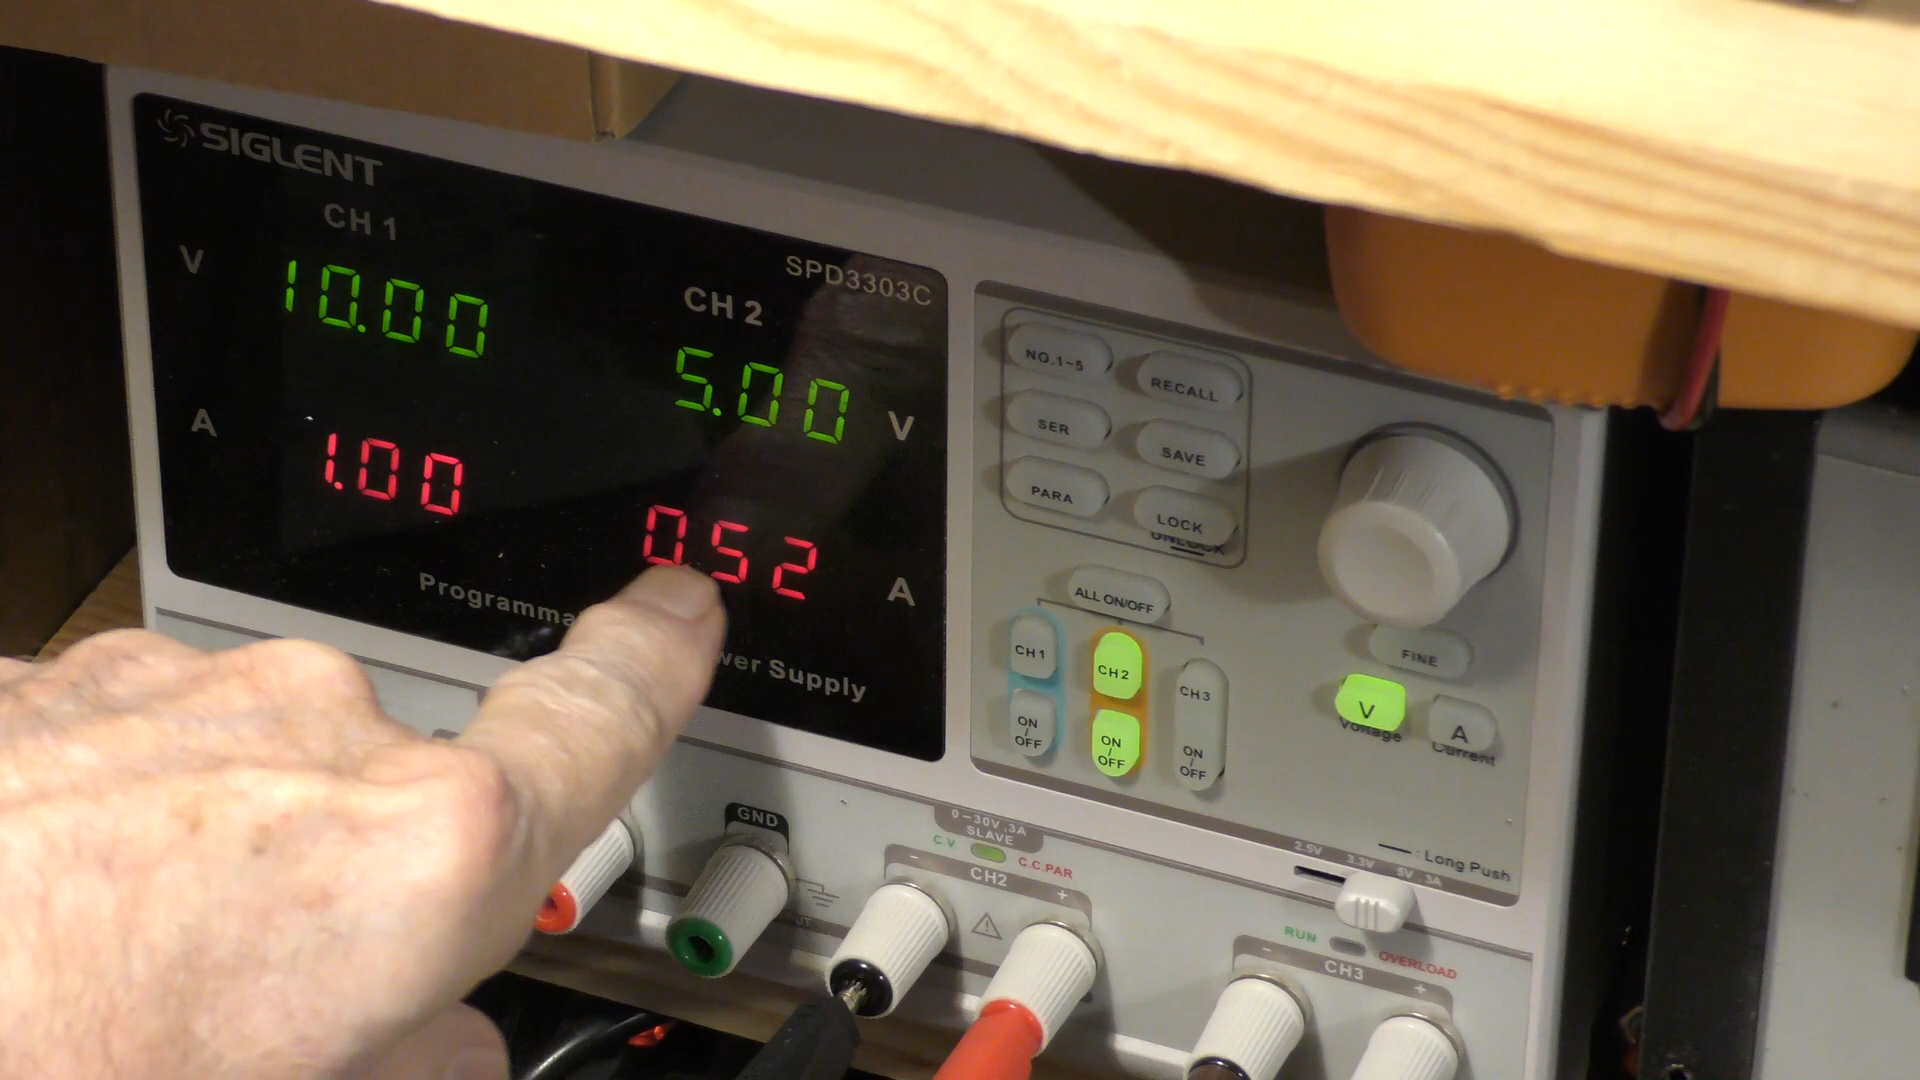 SIGLENT
CH 1
SPD3303C
V
10.00
CH 2
5.00
V
A
1.00
0.52
A
Programma
wer Supply
NO.1~5
RECALL
SER
SAVE
PARA
LOCK
UNLOCK
ALL ON/OFF
CH1
CH2
CH3
ON
/
OFF
ON
/
OFF
ON
/
OFF
FINE
V
Voltage
A
Current
2.5V 3.3V 5V .3A
: Long Push
GND
0-30V .3A
SLAVE
C.V
C.C.PAR
-
CH2
+
RUN
OVERLOAD
-
CH3
+